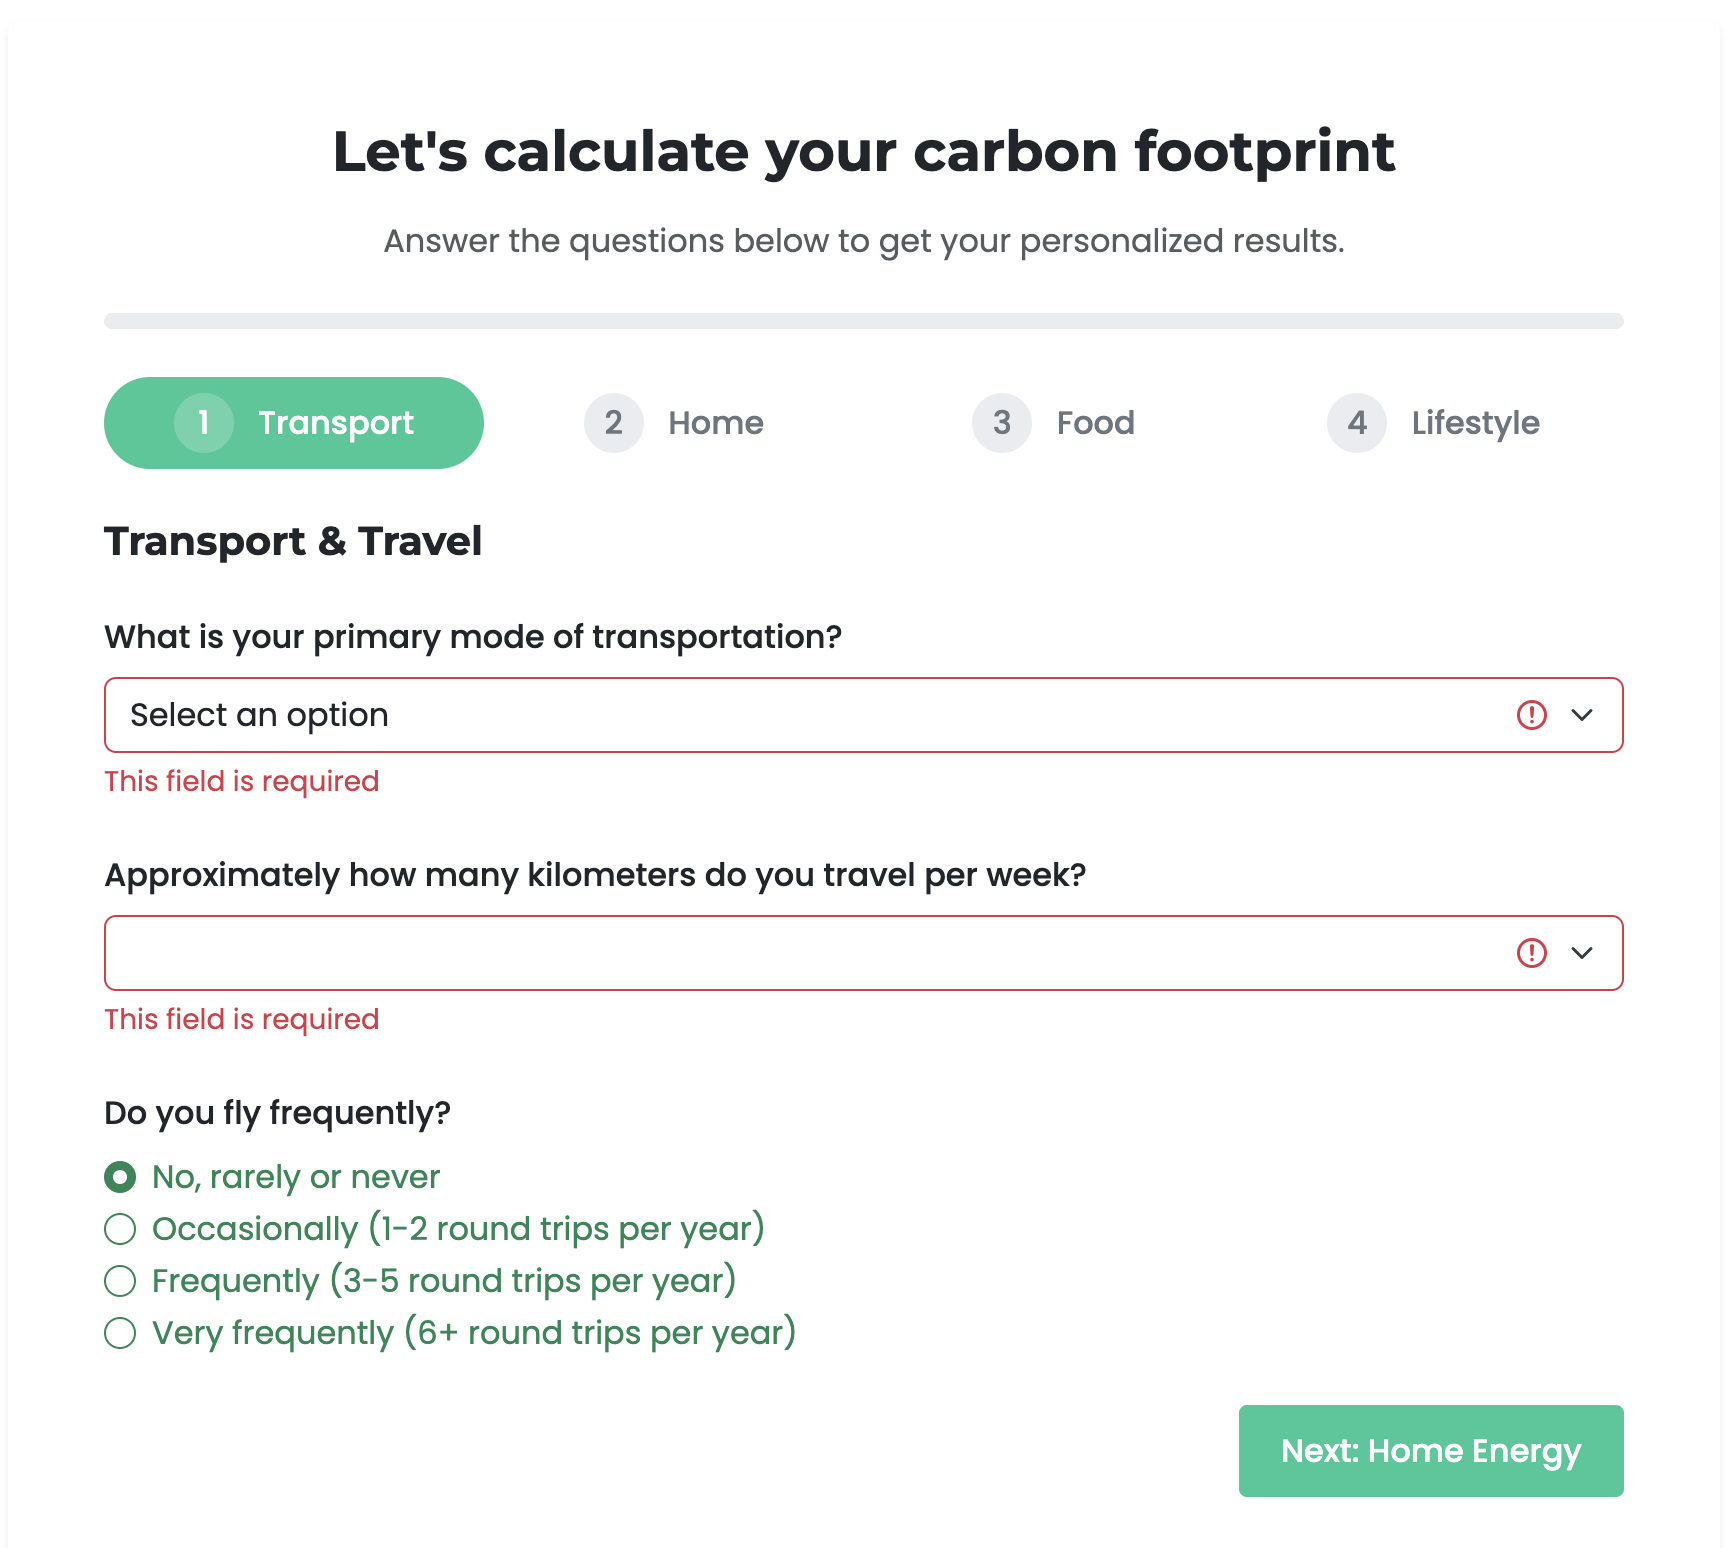 Let's calculate your carbon footprint
Answer the questions below to get your personalized results.
1 Transport
2 Home
3 Food
4 Lifestyle
Transport & Travel
What is your primary mode of transportation?
Select an option
This field is required
Approximately how many kilometers do you travel per week?
This field is required
Do you fly frequently?
No, rarely or never
Occasionally (1-2 round trips per year)
Frequently (3-5 round trips per year)
Very frequently (6+ round trips per year)
Next: Home Energy